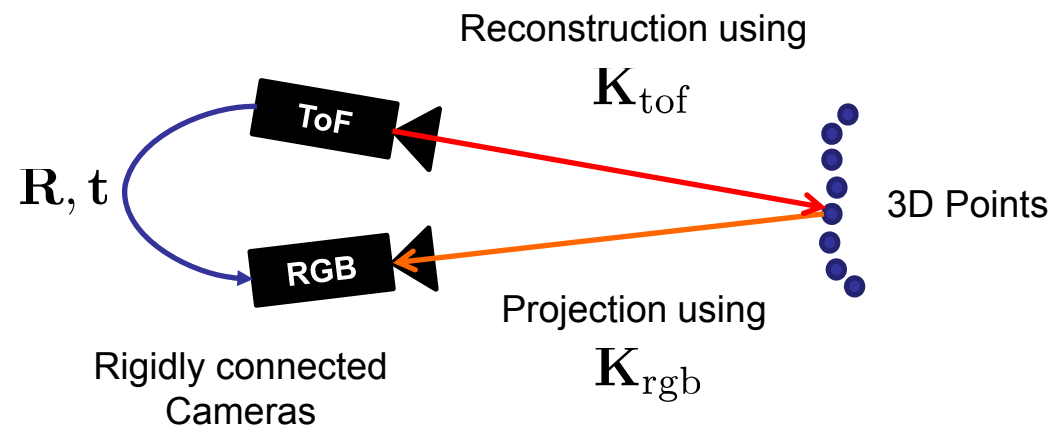 Reconstruction using
K_tof
ToF
R, t
3D Points
RGB
Projection using
K_rgb
Rigidly connected
Cameras